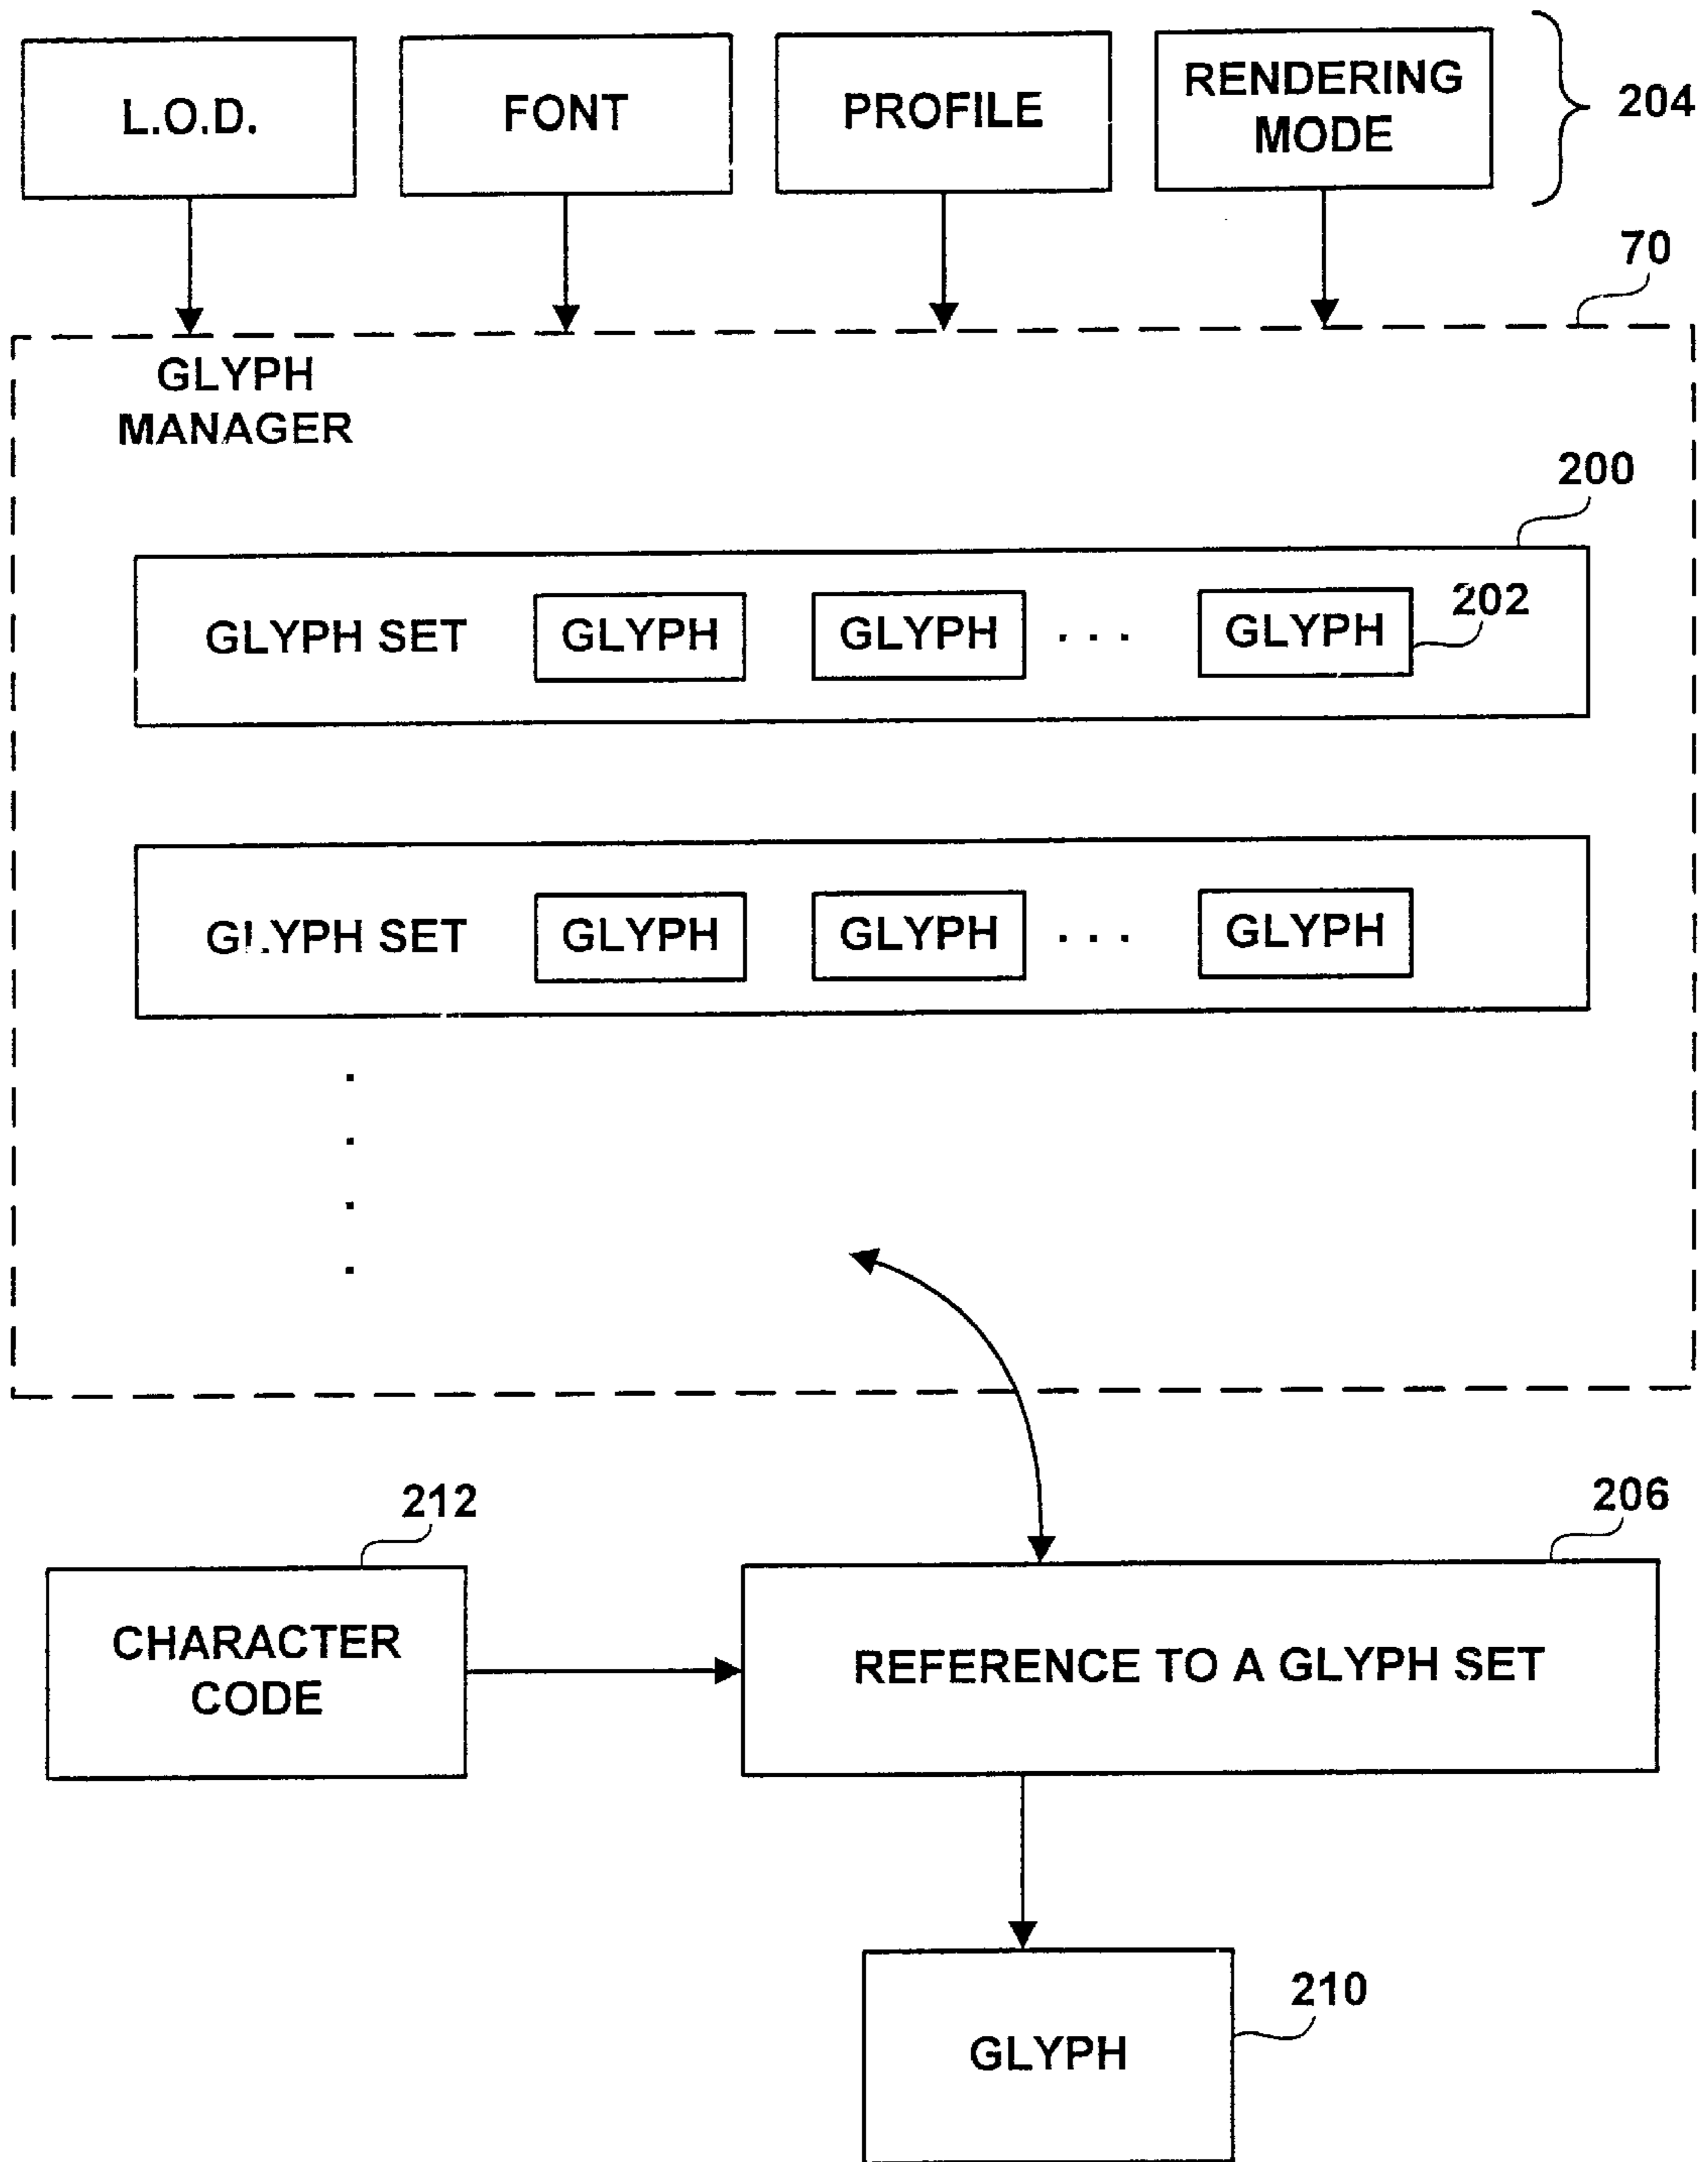 L.O.D.
FONT
PROFILE
RENDERING
MODE
204
70
GLYPH
MANAGER
200
GLYPH SET GLYPH GLYPH . . . GLYPH
202
GLYPH SET GLYPH GLYPH . . . GLYPH
212
206
CHARACTER
CODE
REFERENCE TO A GLYPH SET
210
GLYPH